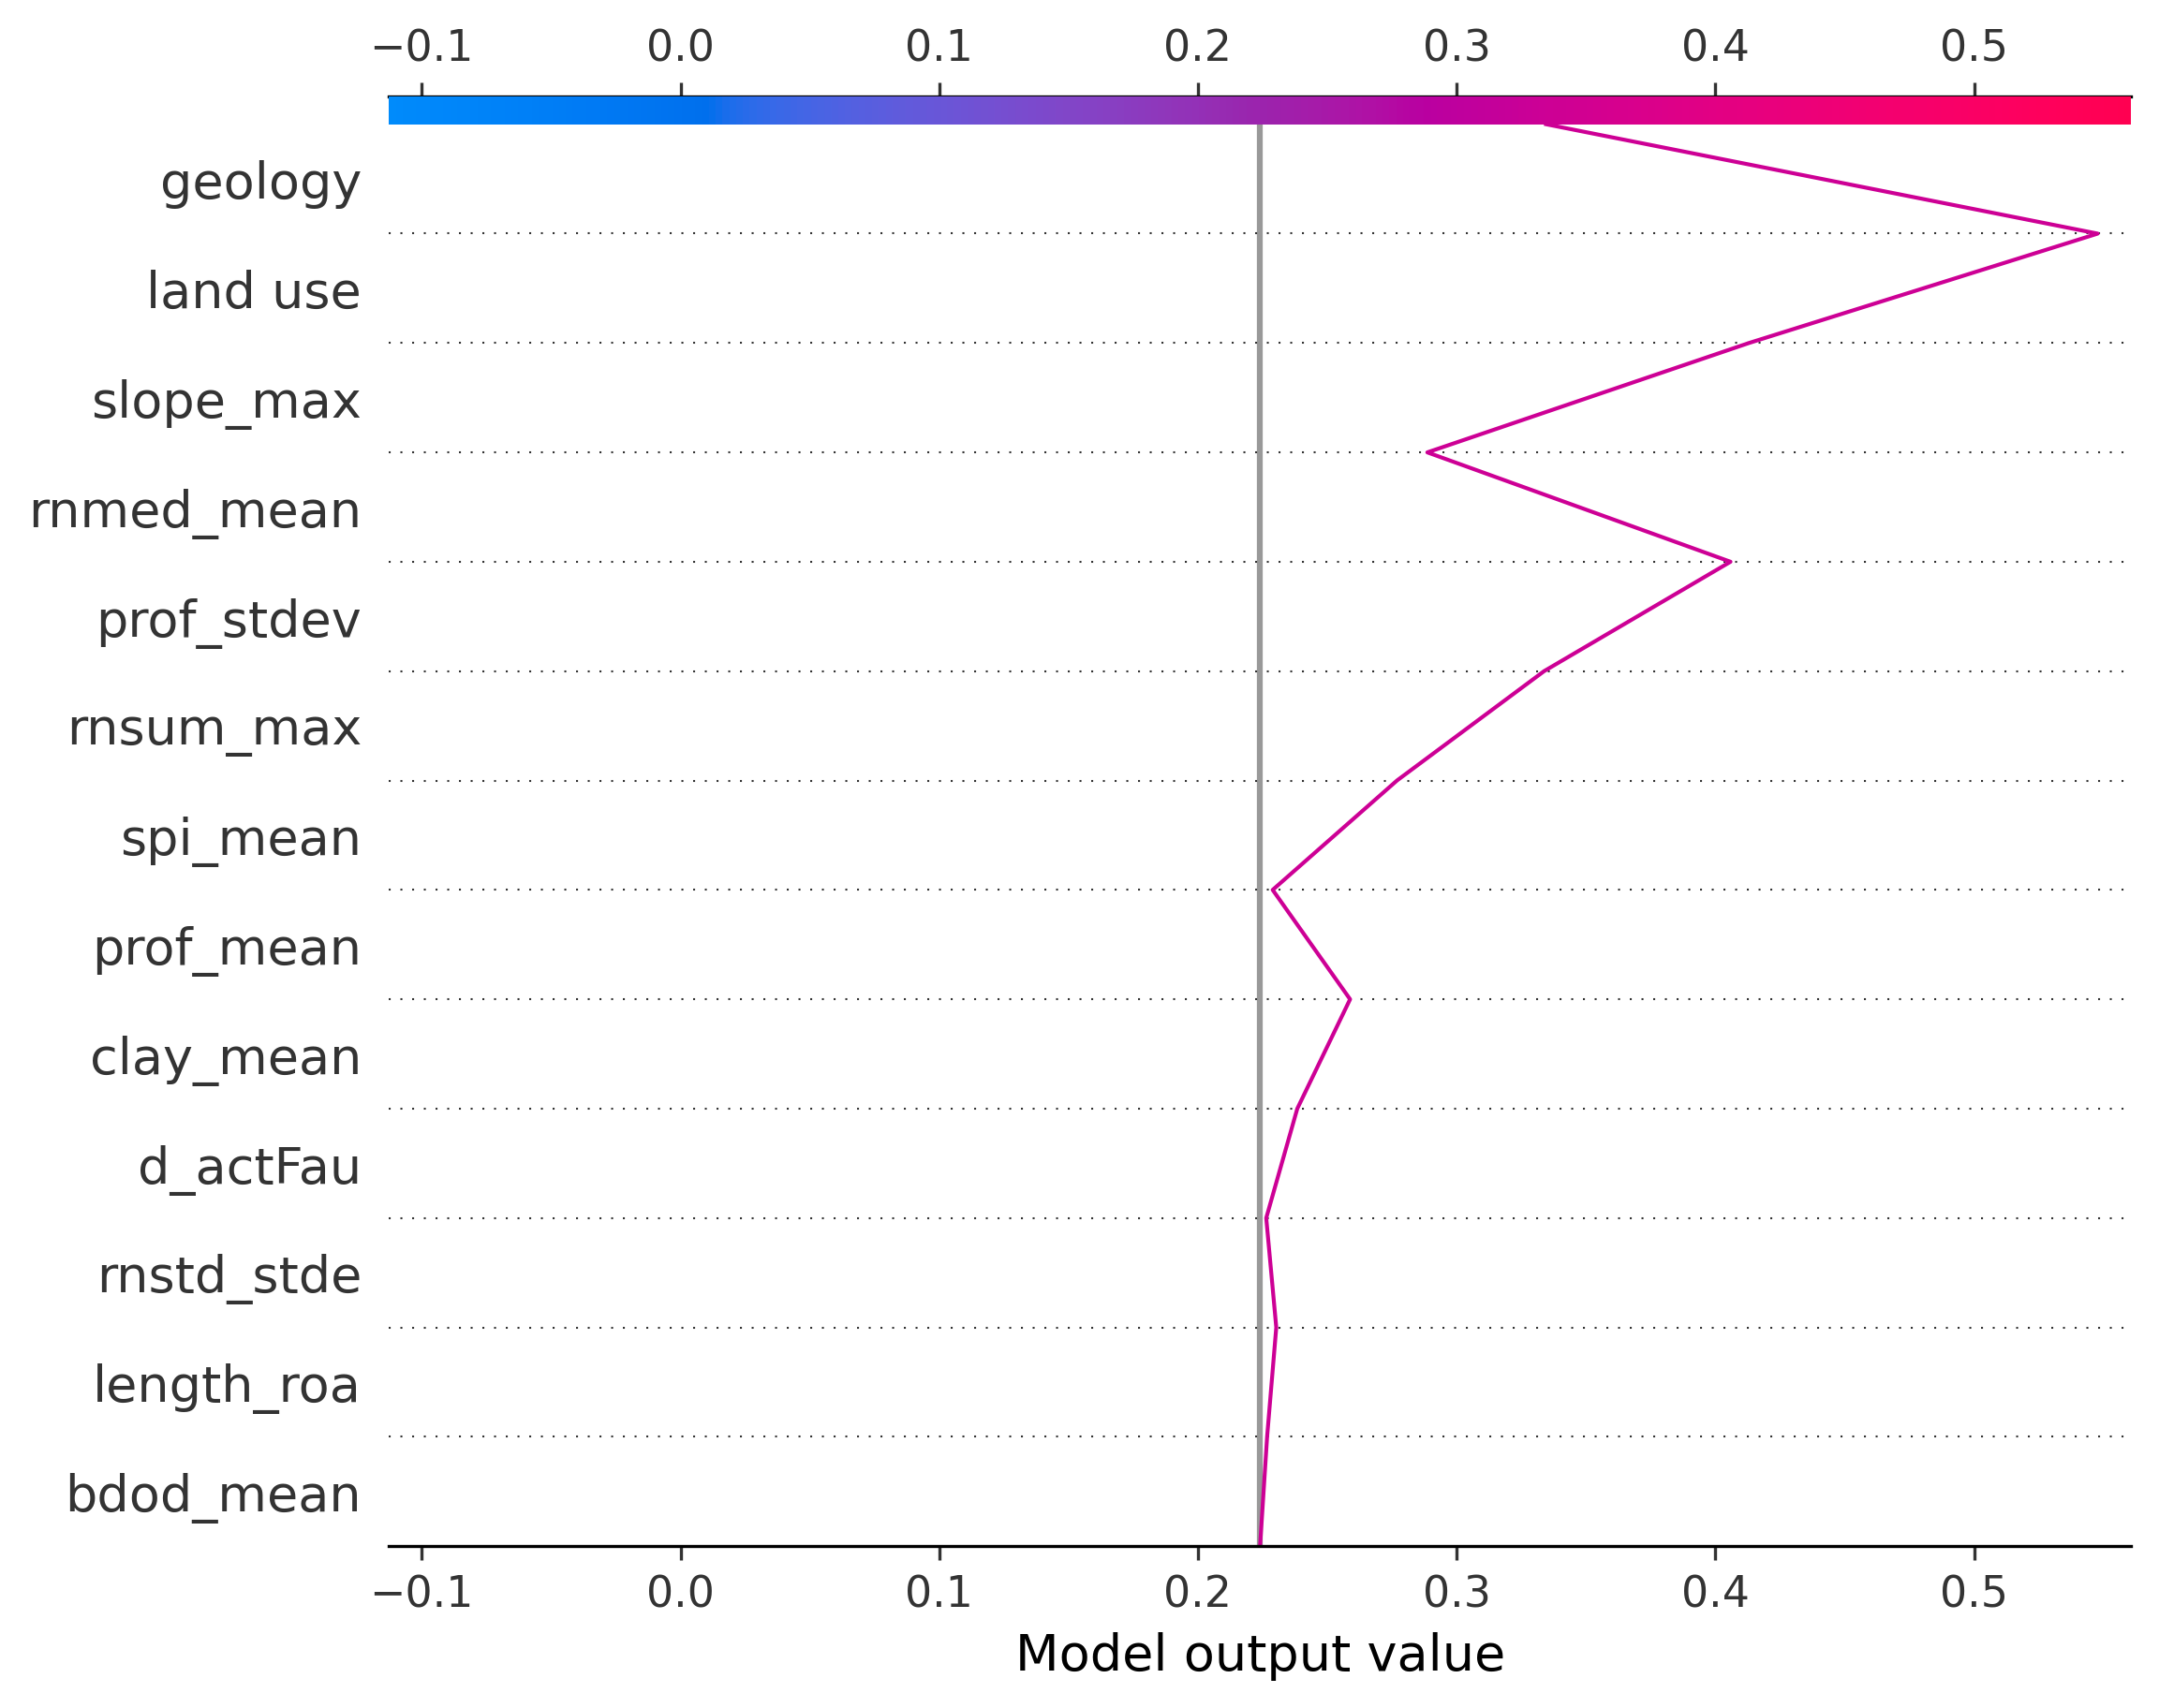 −0.1 0.0 0.1 0.2 0.3 0.4 0.5
geology
land use
slope_max
rnmed_mean
prof_stdev
rnsum_max
spi_mean
prof_mean
clay_mean
d_actFau
rnstd_stde
length_roa
bdod_mean
−0.1 0.0 0.1 0.2 0.3 0.4 0.5
Model output value